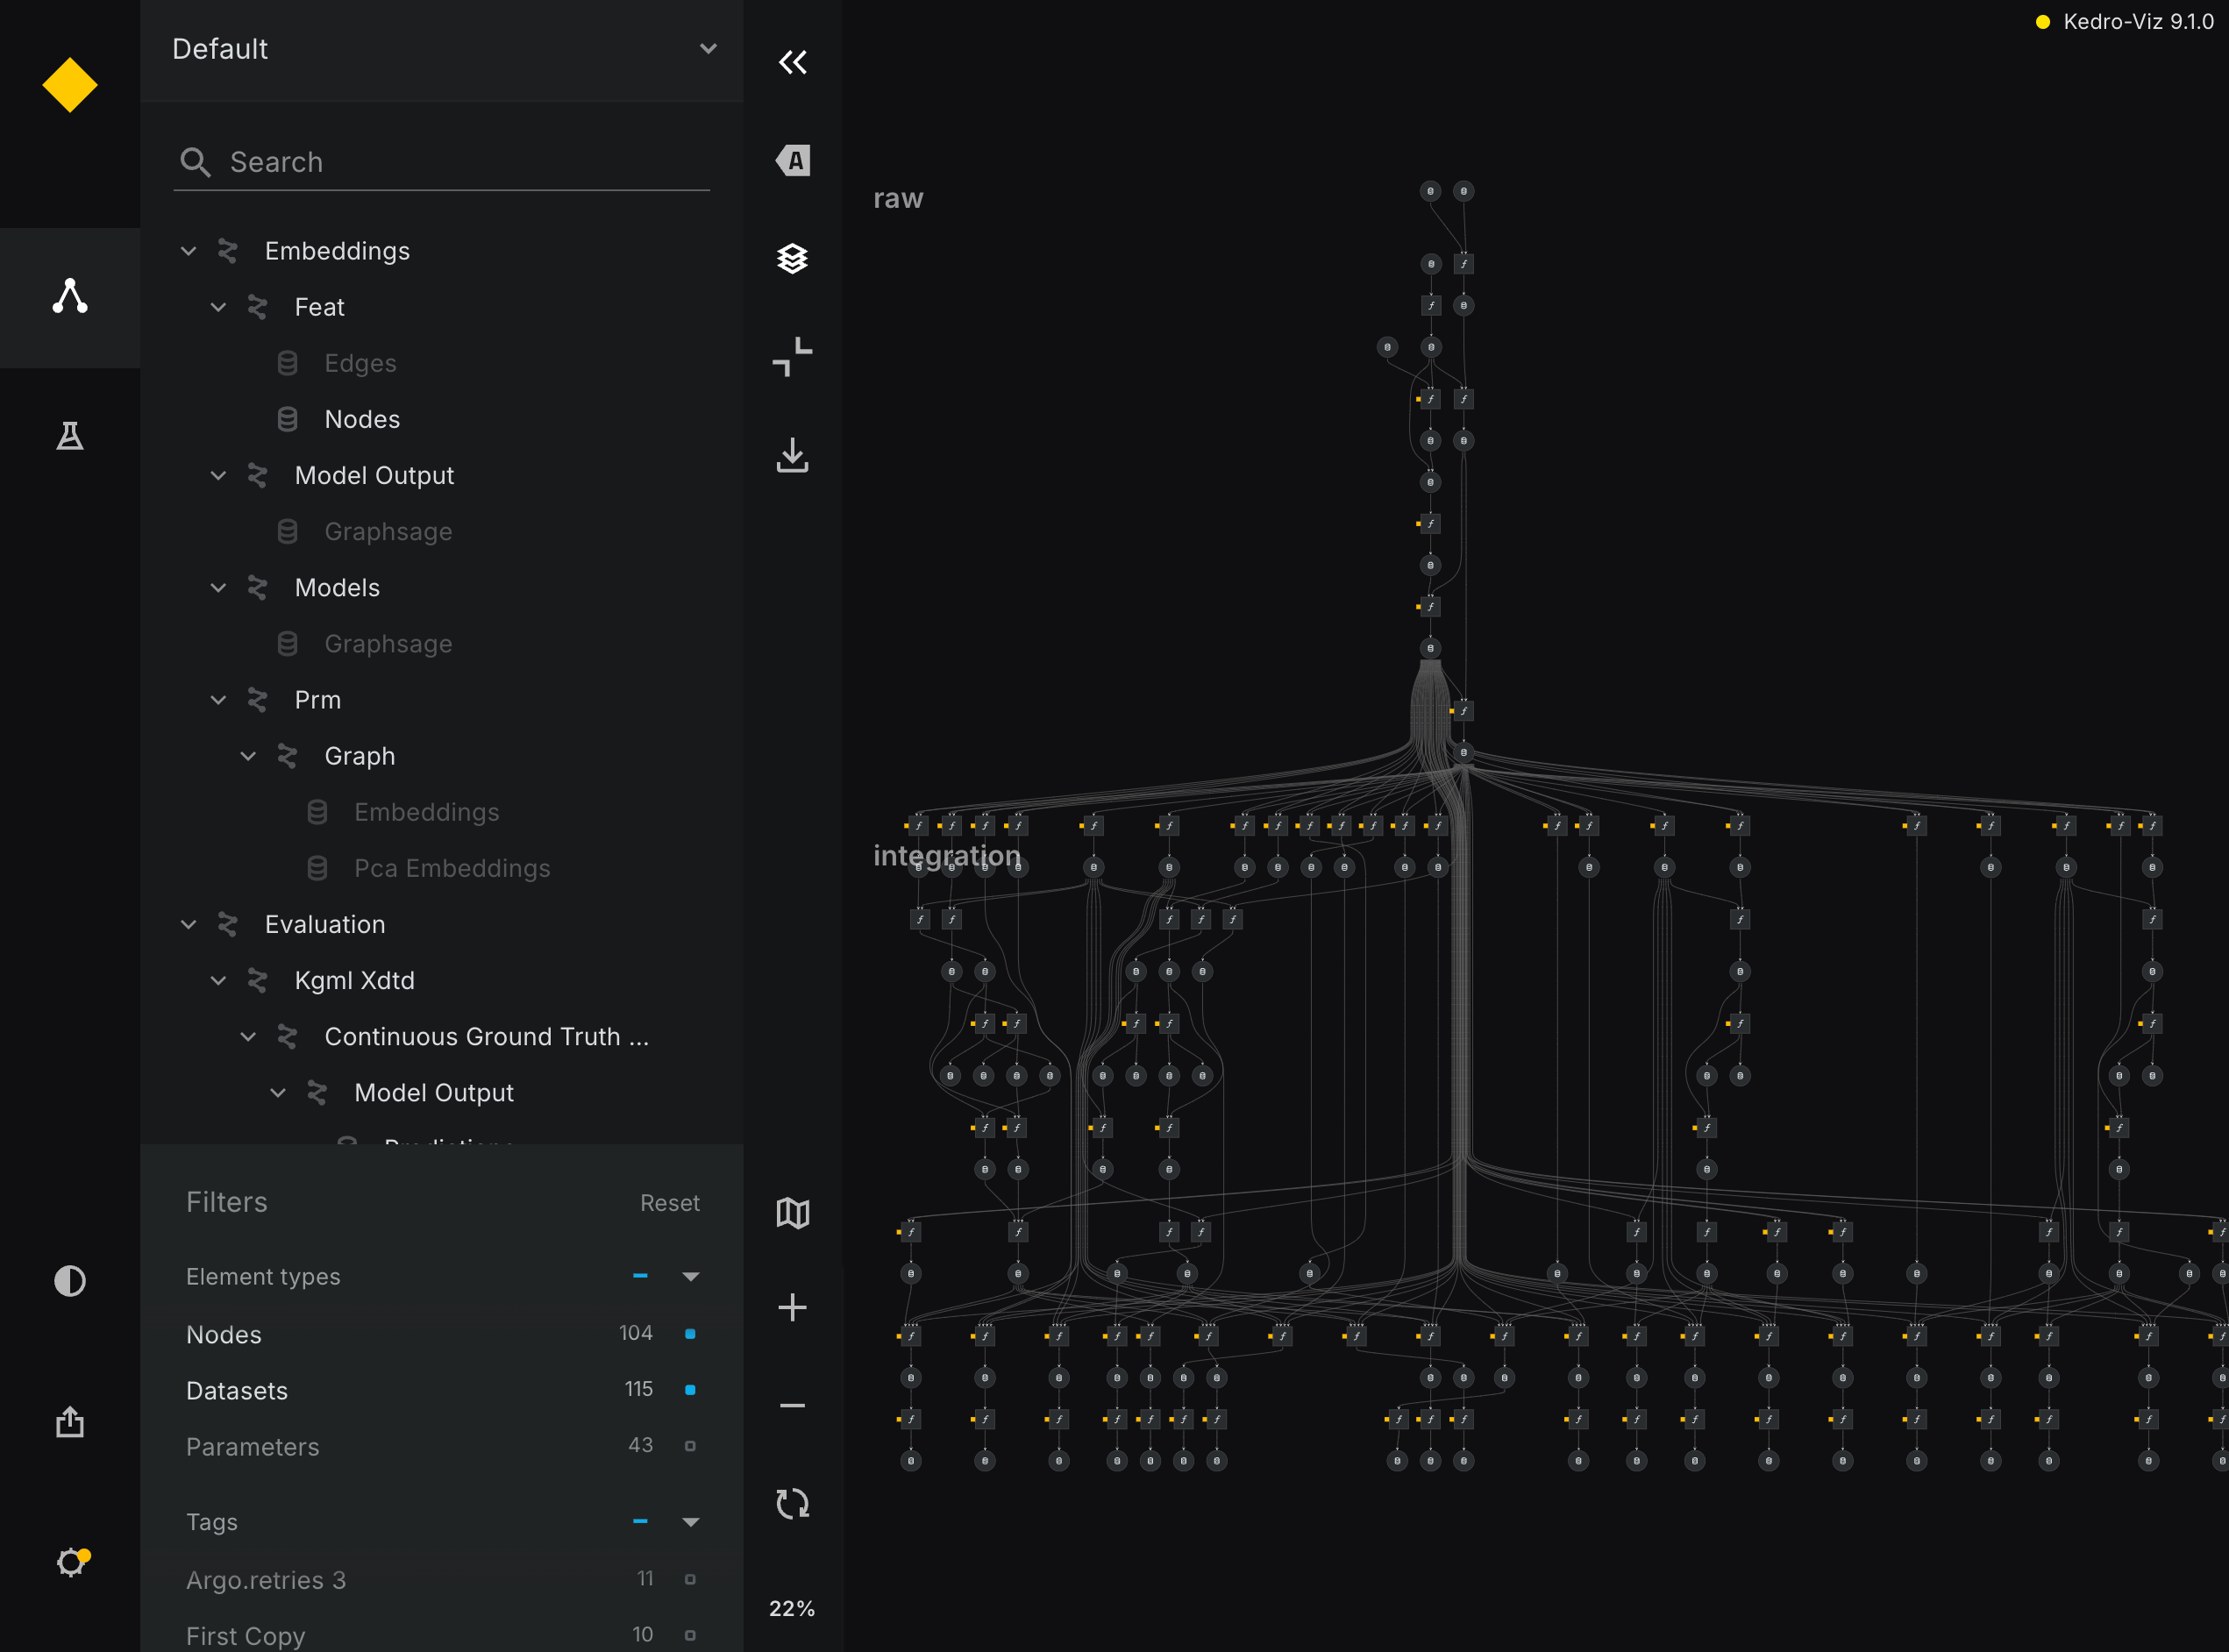 Default
Search
Embeddings
Feat
Edges
Nodes
Model Output
Graphsage
Models
Graphsage
Prm
Graph
Embeddings
Pca Embeddings
Evaluation
Kgml Xdtd
Continuous Ground Truth ...
Model Output
Filters
Reset
Element types
Nodes 104
Datasets 115
Parameters 43
Tags
Argo.retries 3 11
First Copy 10
A
22%
Kedro-Viz 9.1.0
raw
integration